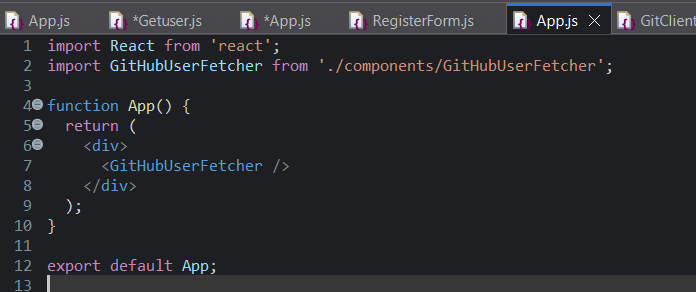 App.js *Getuser.js *App.js RegisterForm.js App.js GitClient
1 import React from 'react';
2 import GitHubUserFetcher from './components/GitHubUserFetcher';
3
4 function App() {
5   return (
6     <div>
7       <GitHubUserFetcher />
8     </div>
9   );
10 }
11
12 export default App;
13